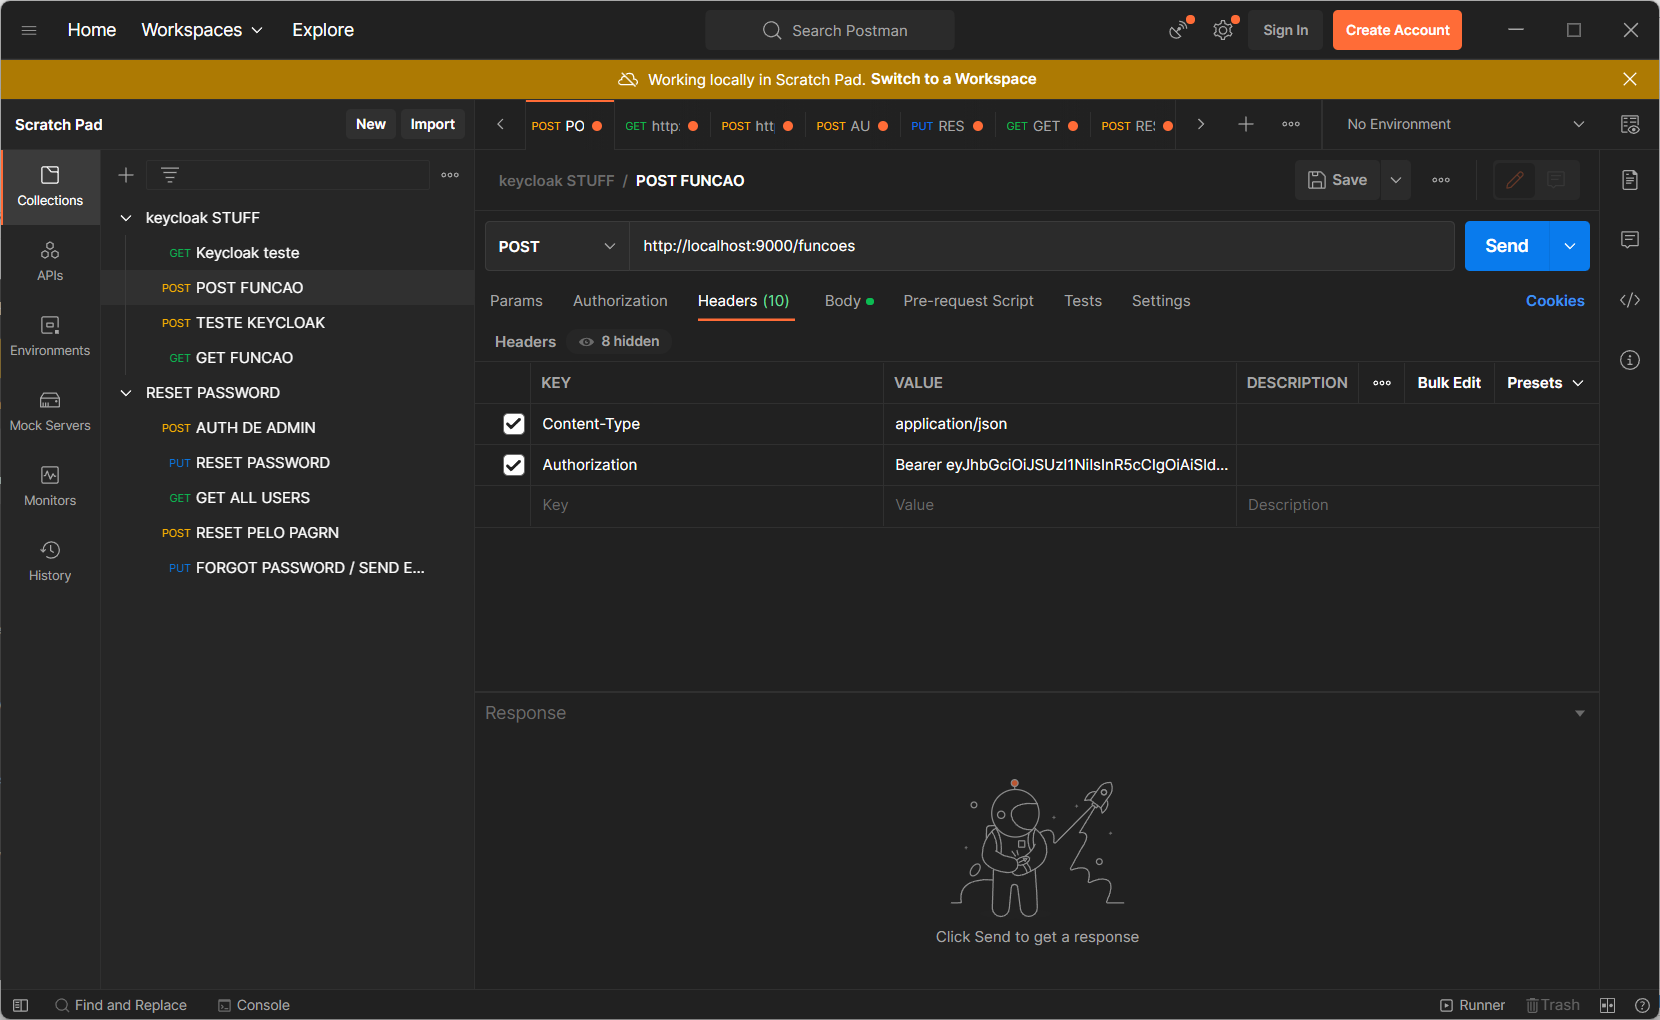 Home Workspaces Explore Search Postman Sign In Create Account
Working locally in Scratch Pad. Switch to a Workspace
Scratch Pad New Import
POST PO GET http: POST htt POST AU PUT RES GET GET POST RES No Environment
Collections
APIs
Environments
Mock Servers
Monitors
History
keycloak STUFF
GET Keycloak teste
POST POST FUNCAO
POST TESTE KEYCLOAK
GET GET FUNCAO
RESET PASSWORD
POST AUTH DE ADMIN
PUT RESET PASSWORD
GET GET ALL USERS
POST RESET PELO PAGRN
PUT FORGOT PASSWORD / SEND E...
keycloak STUFF / POST FUNCAO Save
POST http://localhost:9000/funcoes Send
Params Authorization Headers (10) Body Pre-request Script Tests Settings Cookies
Headers 8 hidden
KEY VALUE DESCRIPTION Bulk Edit Presets
Content-Type application/json
Authorization Bearer eyJhbGciOiJSUzI1NiIsInR5cCIgOiAiSld...
Key Value Description
Response
Click Send to get a response
Find and Replace Console Runner Trash